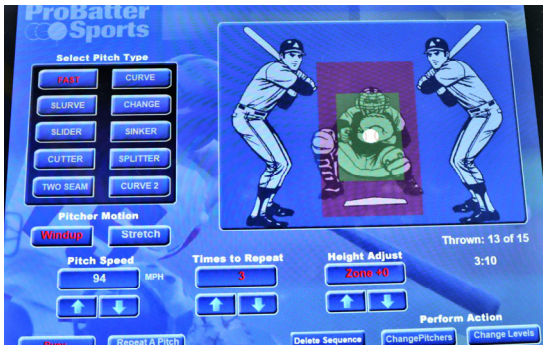 ProBatter
Sports
Select Pitch Type
FAST CURVE
SLURVE CHANGE
SLIDER SINKER
CUTTER SPLITTER
TWO SEAM CURVE 2
Pitcher Motion
Windup Stretch
Thrown: 13 of 15
3:10
Pitch Speed
94 MPH
Times to Repeat
3
Height Adjust
Zone +0
Perform Action
Repeat A Pitch
Delete Sequence
ChangePitchers
Change Levels